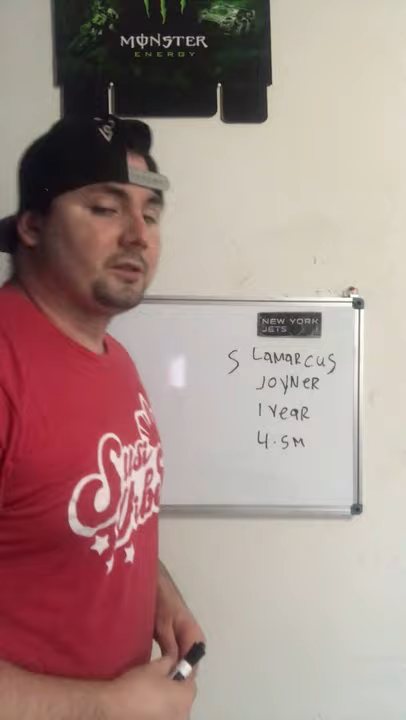 MONSTER
ENERGY
NEW YORK
JETS
S LAMARCUS
JOYNER
1 YEAR
4.5M